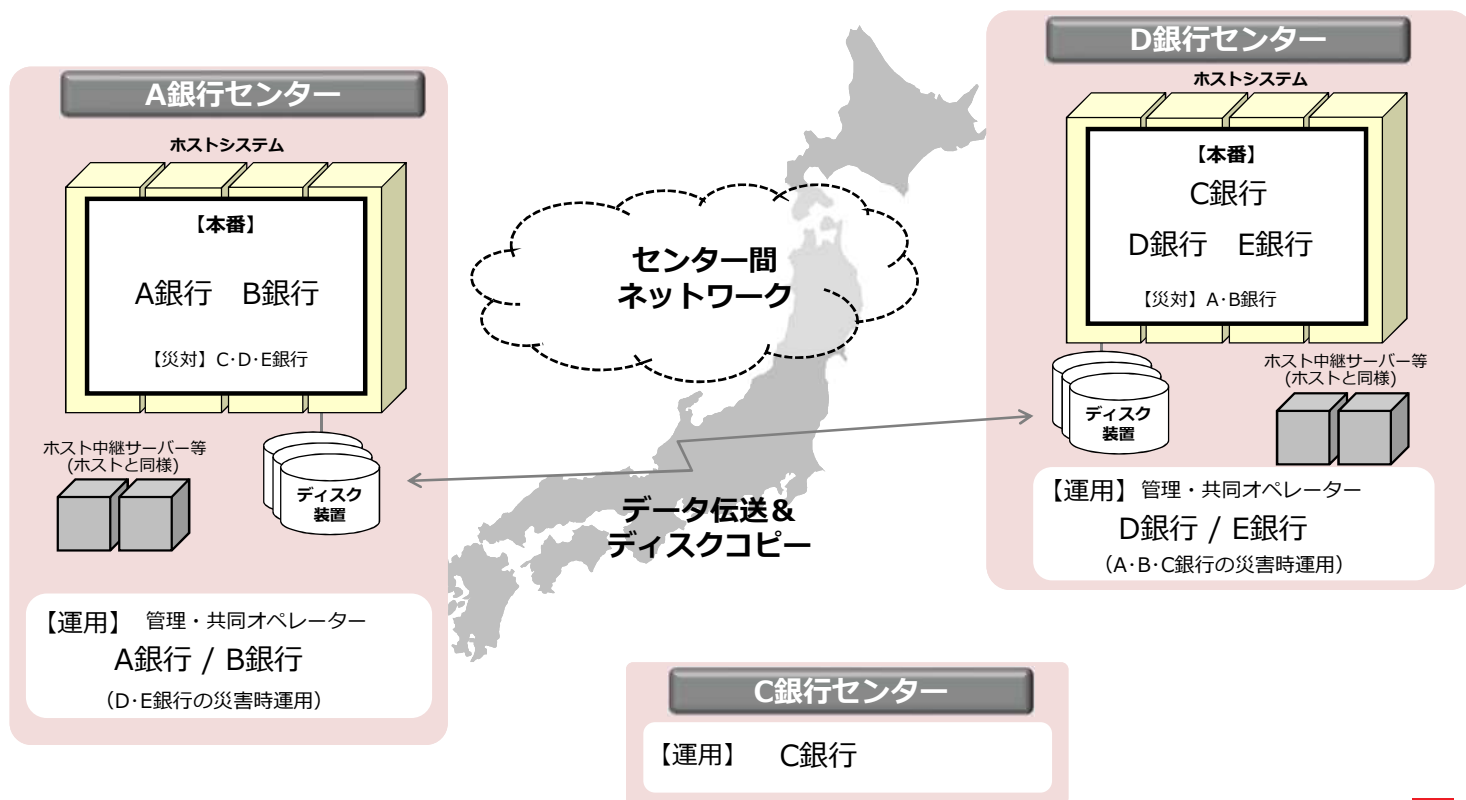 A銀行センター
ホストシステム
【本番】
A銀行 B銀行
【災対】C･D･E銀行
ホスト中継サーバー等
(ホストと同様)
ディスク
装置
【運用】 管理・共同オペレーター
A銀行 / B銀行
（D･E銀行の災害時運用）
センター間
ネットワーク
データ伝送＆
ディスクコピー
D銀行センター
ホストシステム
【本番】
C銀行
D銀行 E銀行
【災対】A･B銀行
ディスク
装置
ホスト中継サーバー等
(ホストと同様)
【運用】管理・共同オペレーター
D銀行 / E銀行
（A･B･C銀行の災害時運用）
C銀行センター
【運用】 C銀行